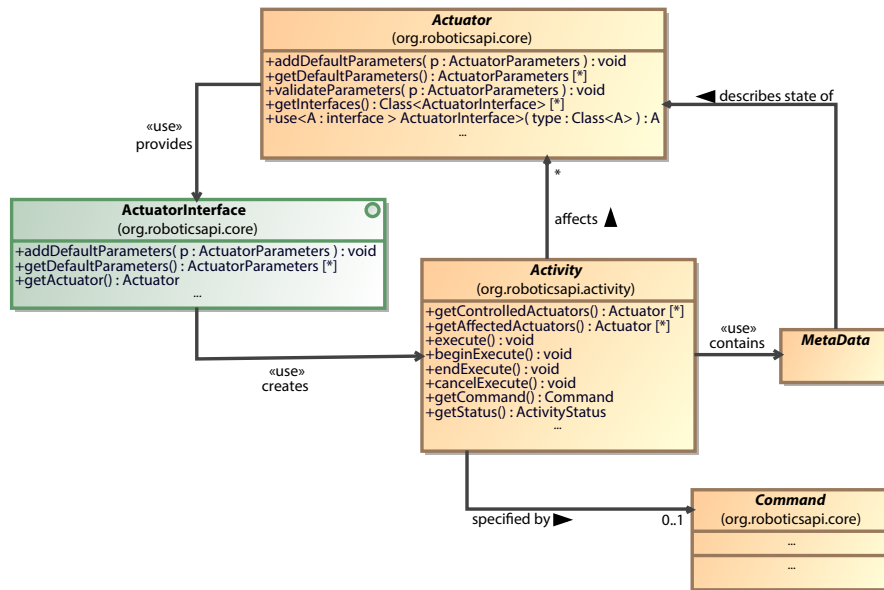 Actuator
(org.roboticsapi.core)
+addDefaultParameters( p : ActuatorParameters ) : void
+getDefaultParameters() : ActuatorParameters [*]
+validateParameters( p : ActuatorParameters ) : void
+getInterfaces() : Class<ActuatorInterface> [*]
+use<A : interface > ActuatorInterface>( type : Class<A> ) : A
...
describes state of
«use»
provides
*
affects
ActuatorInterface
(org.roboticsapi.core)
+addDefaultParameters( p : ActuatorParameters ) : void
+getDefaultParameters() : ActuatorParameters [*]
+getActuator() : Actuator
...
Activity
(org.roboticsapi.activity)
+getControlledActuators() : Actuator [*]
+getAffectedActuators() : Actuator [*]
+execute() : void
+beginExecute() : void
+endExecute() : void
+cancelExecute() : void
+getCommand() : Command
+getStatus() : ActivityStatus
...
«use»
contains
MetaData
«use»
creates
specified by
0..1
Command
(org.roboticsapi.core)
...
...